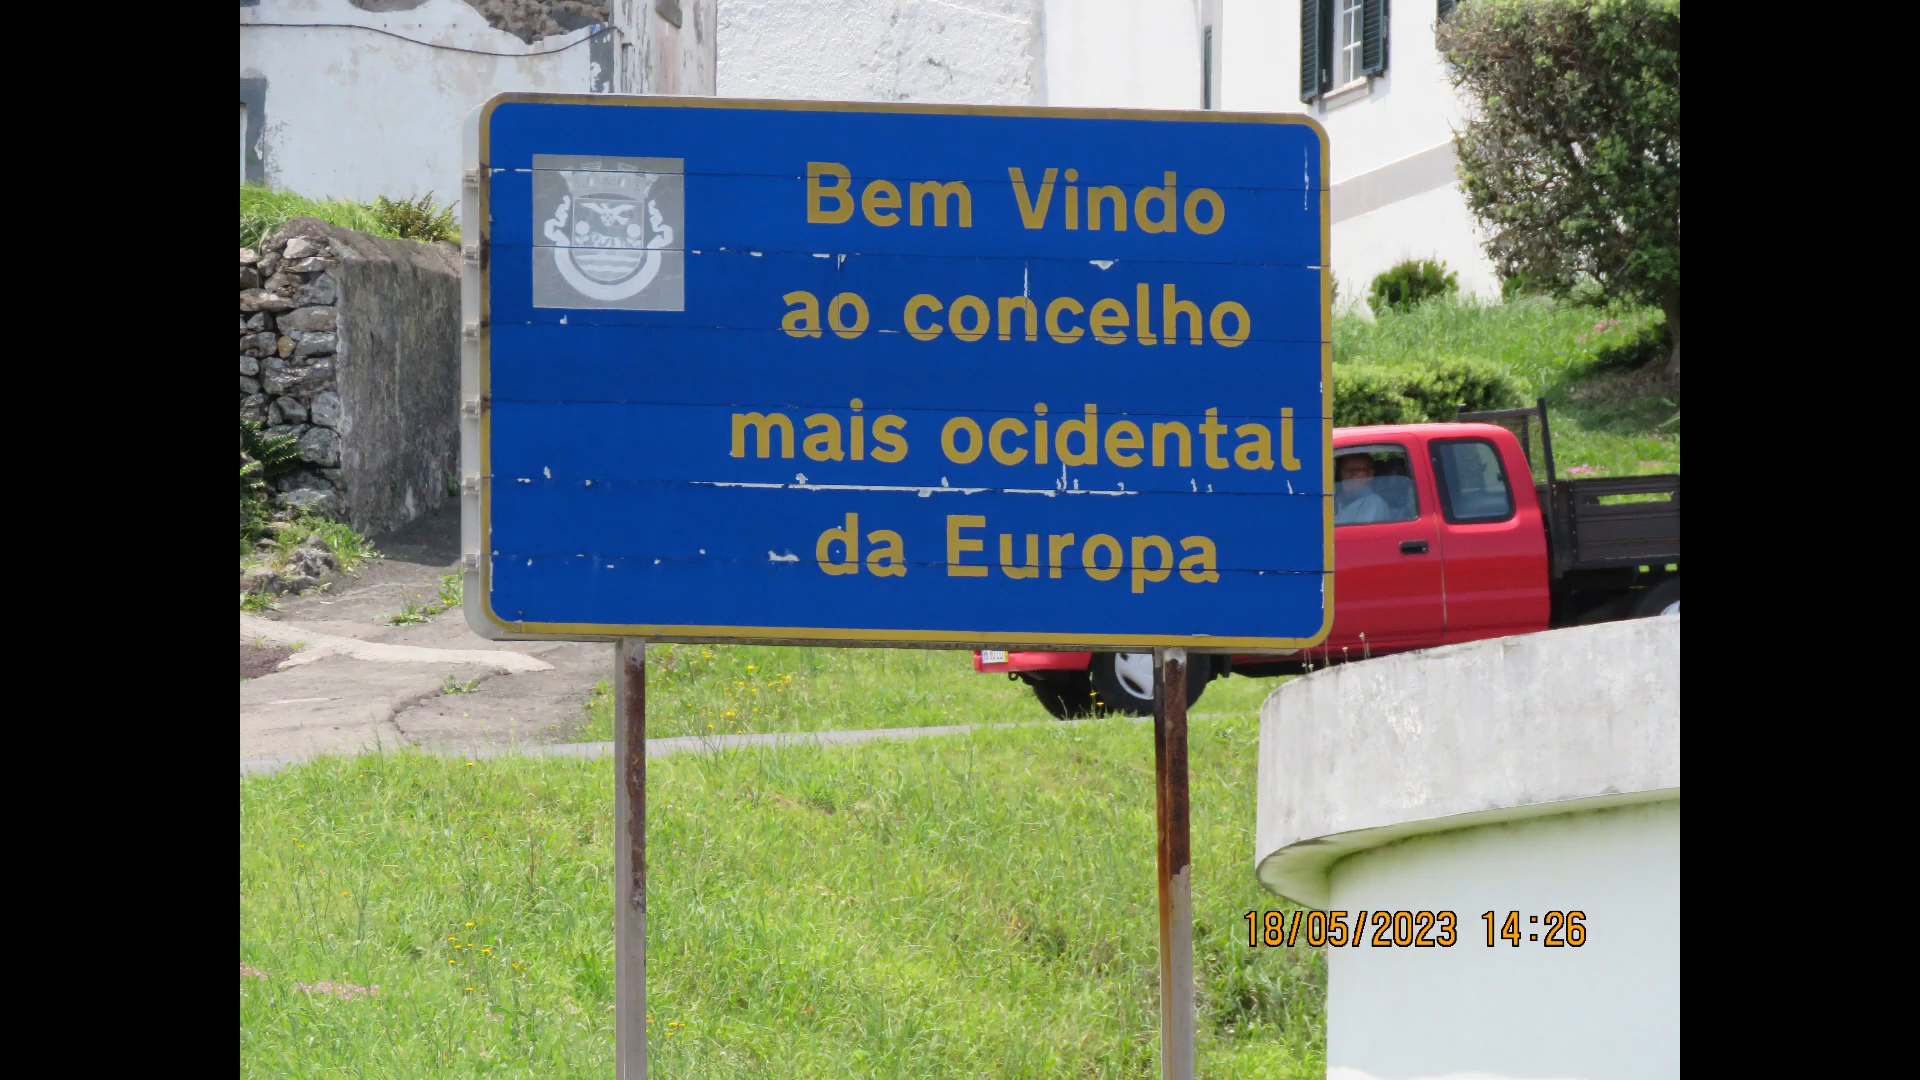 Bem Vindo
ao concelho
mais ocidental
da Europa
18/05/2023 14:26